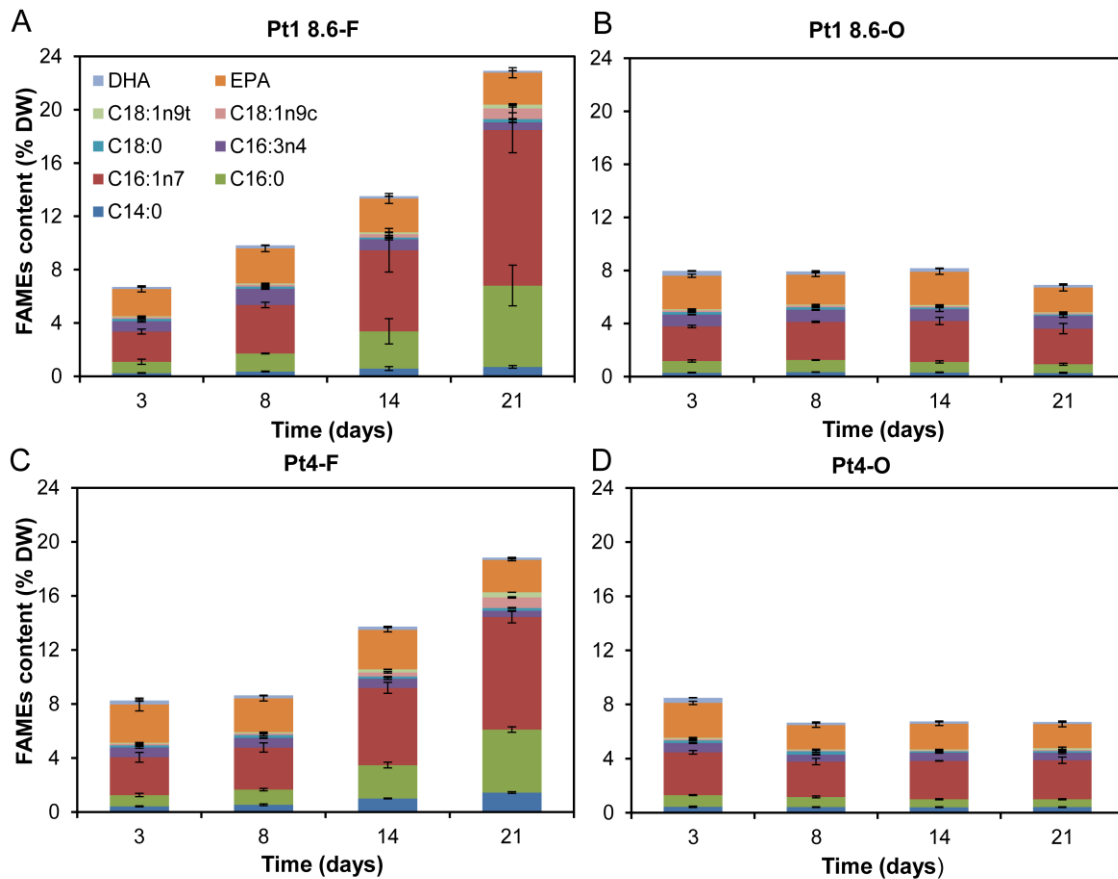 A
Pt1 8.6-F
FAMEs content (% DW)
24
20
16
12
8
4
0
DHA EPA
C18:1n9t C18:1n9c
C18:0 C16:3n4
C16:1n7 C16:0
C14:0
3 8 14 21
Time (days)
B
Pt1 8.6-O
24
20
16
12
8
4
0
3 8 14 21
Time (days)
C
Pt4-F
FAMEs content (% DW)
24
20
16
12
8
4
0
3 8 14 21
Time (days)
D
Pt4-O
24
20
16
12
8
4
0
3 8 14 21
Time (days)